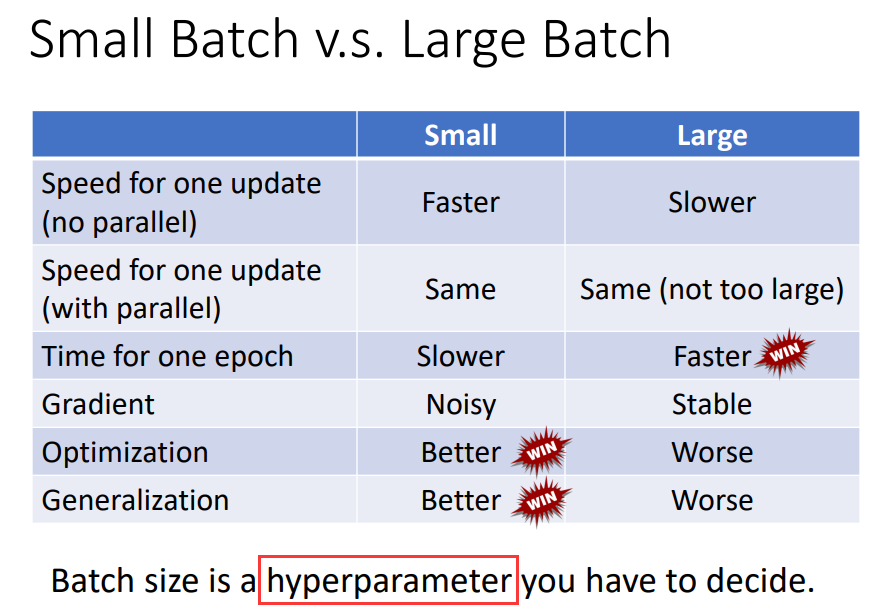 Small Batch v.s. Large Batch
Small Large
Speed for one update
(no parallel) Faster Slower
Speed for one update
(with parallel) Same Same (not too large)
Time for one epoch Slower Faster WIN
Gradient Noisy Stable
Optimization Better WIN Worse
Generalization Better WIN Worse
Batch size is a hyperparameter you have to decide.